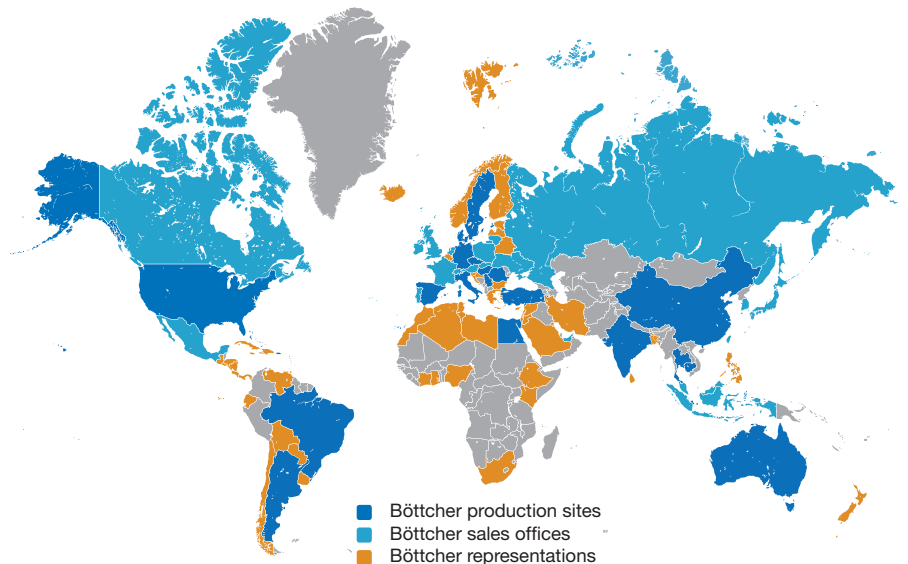 Böttcher production sites
Böttcher sales offices
Böttcher representations